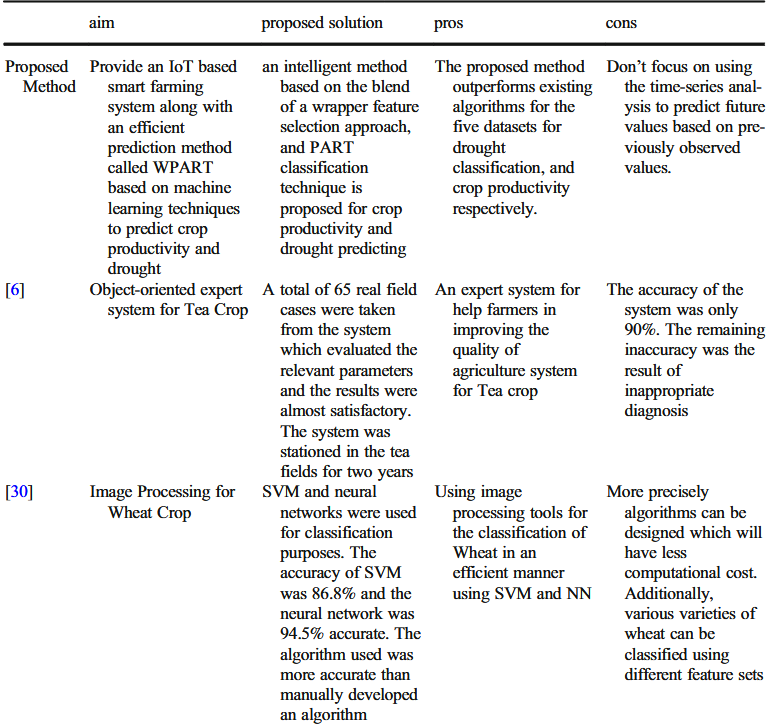 aim proposed solution pros cons
Proposed Method
Provide an IoT based
smart farming
system along with
an efficient
prediction method
called WPART
based on machine
learning techniques
to predict crop
productivity and
drought
an intelligent method
based on the blend
of a wrapper feature
selection approach,
and PART
classification
technique is
proposed for crop
productivity and
drought predicting
The proposed method
outperforms existing
algorithms for the
five datasets for
drought
classification, and
crop productivity
respectively.
Don’t focus on using
the time-series anal-
ysis to predict future
values based on pre-
viously observed
values.
[6]
Object-oriented expert
system for Tea Crop
A total of 65 real field
cases were taken
from the system
which evaluated the
relevant parameters
and the results were
almost satisfactory.
The system was
stationed in the tea
fields for two years
An expert system for
help farmers in
improving the
quality of
agriculture system
for Tea crop
The accuracy of the
system was only
90%. The remaining
inaccuracy was the
result of
inappropriate
diagnosis
[30]
Image Processing for
Wheat Crop
SVM and neural
networks were used
for classification
purposes. The
accuracy of SVM
was 86.8% and the
neural network was
94.5% accurate. The
algorithm used was
more accurate than
manually developed
an algorithm
Using image
processing tools for
the classification of
Wheat in an
efficient manner
using SVM and NN
More precisely
algorithms can be
designed which will
have less
computational cost.
Additionally,
various varieties of
wheat can be
classified using
different feature sets